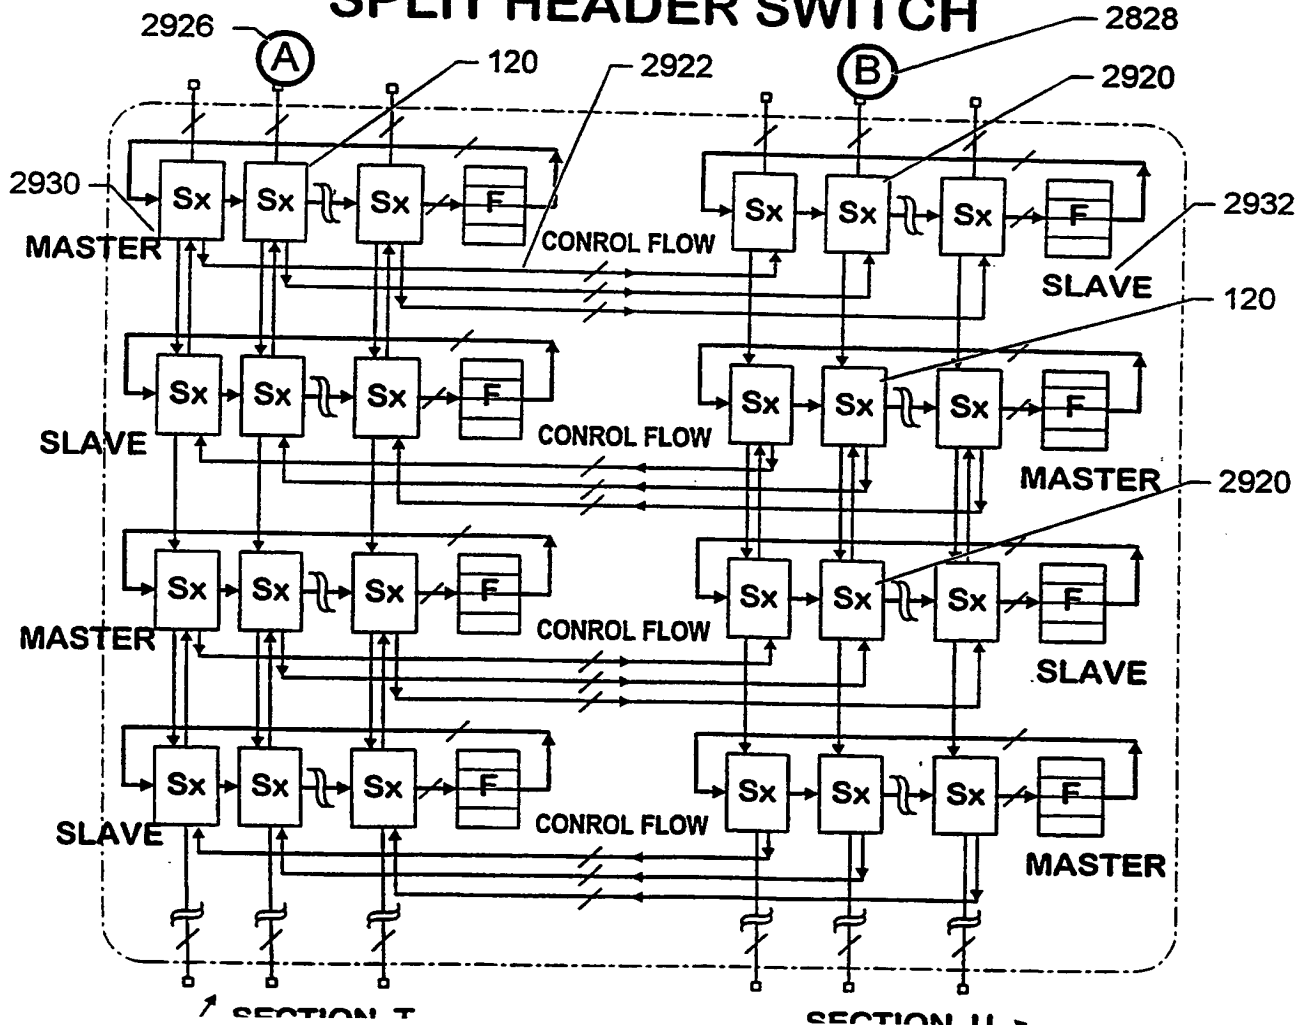 SPLIT HEADER SWITCH
2926 A 120 2922 B 2828
2920
Sx Sx Sx F Sx Sx Sx F
2930 2932
MASTER CONROL FLOW SLAVE
120
Sx Sx Sx F Sx Sx Sx F
SLAVE CONROL FLOW MASTER
2920
Sx Sx Sx F Sx Sx Sx F
MASTER CONROL FLOW SLAVE
Sx Sx Sx F Sx Sx Sx F
SLAVE CONROL FLOW MASTER
SECTION T SECTION U